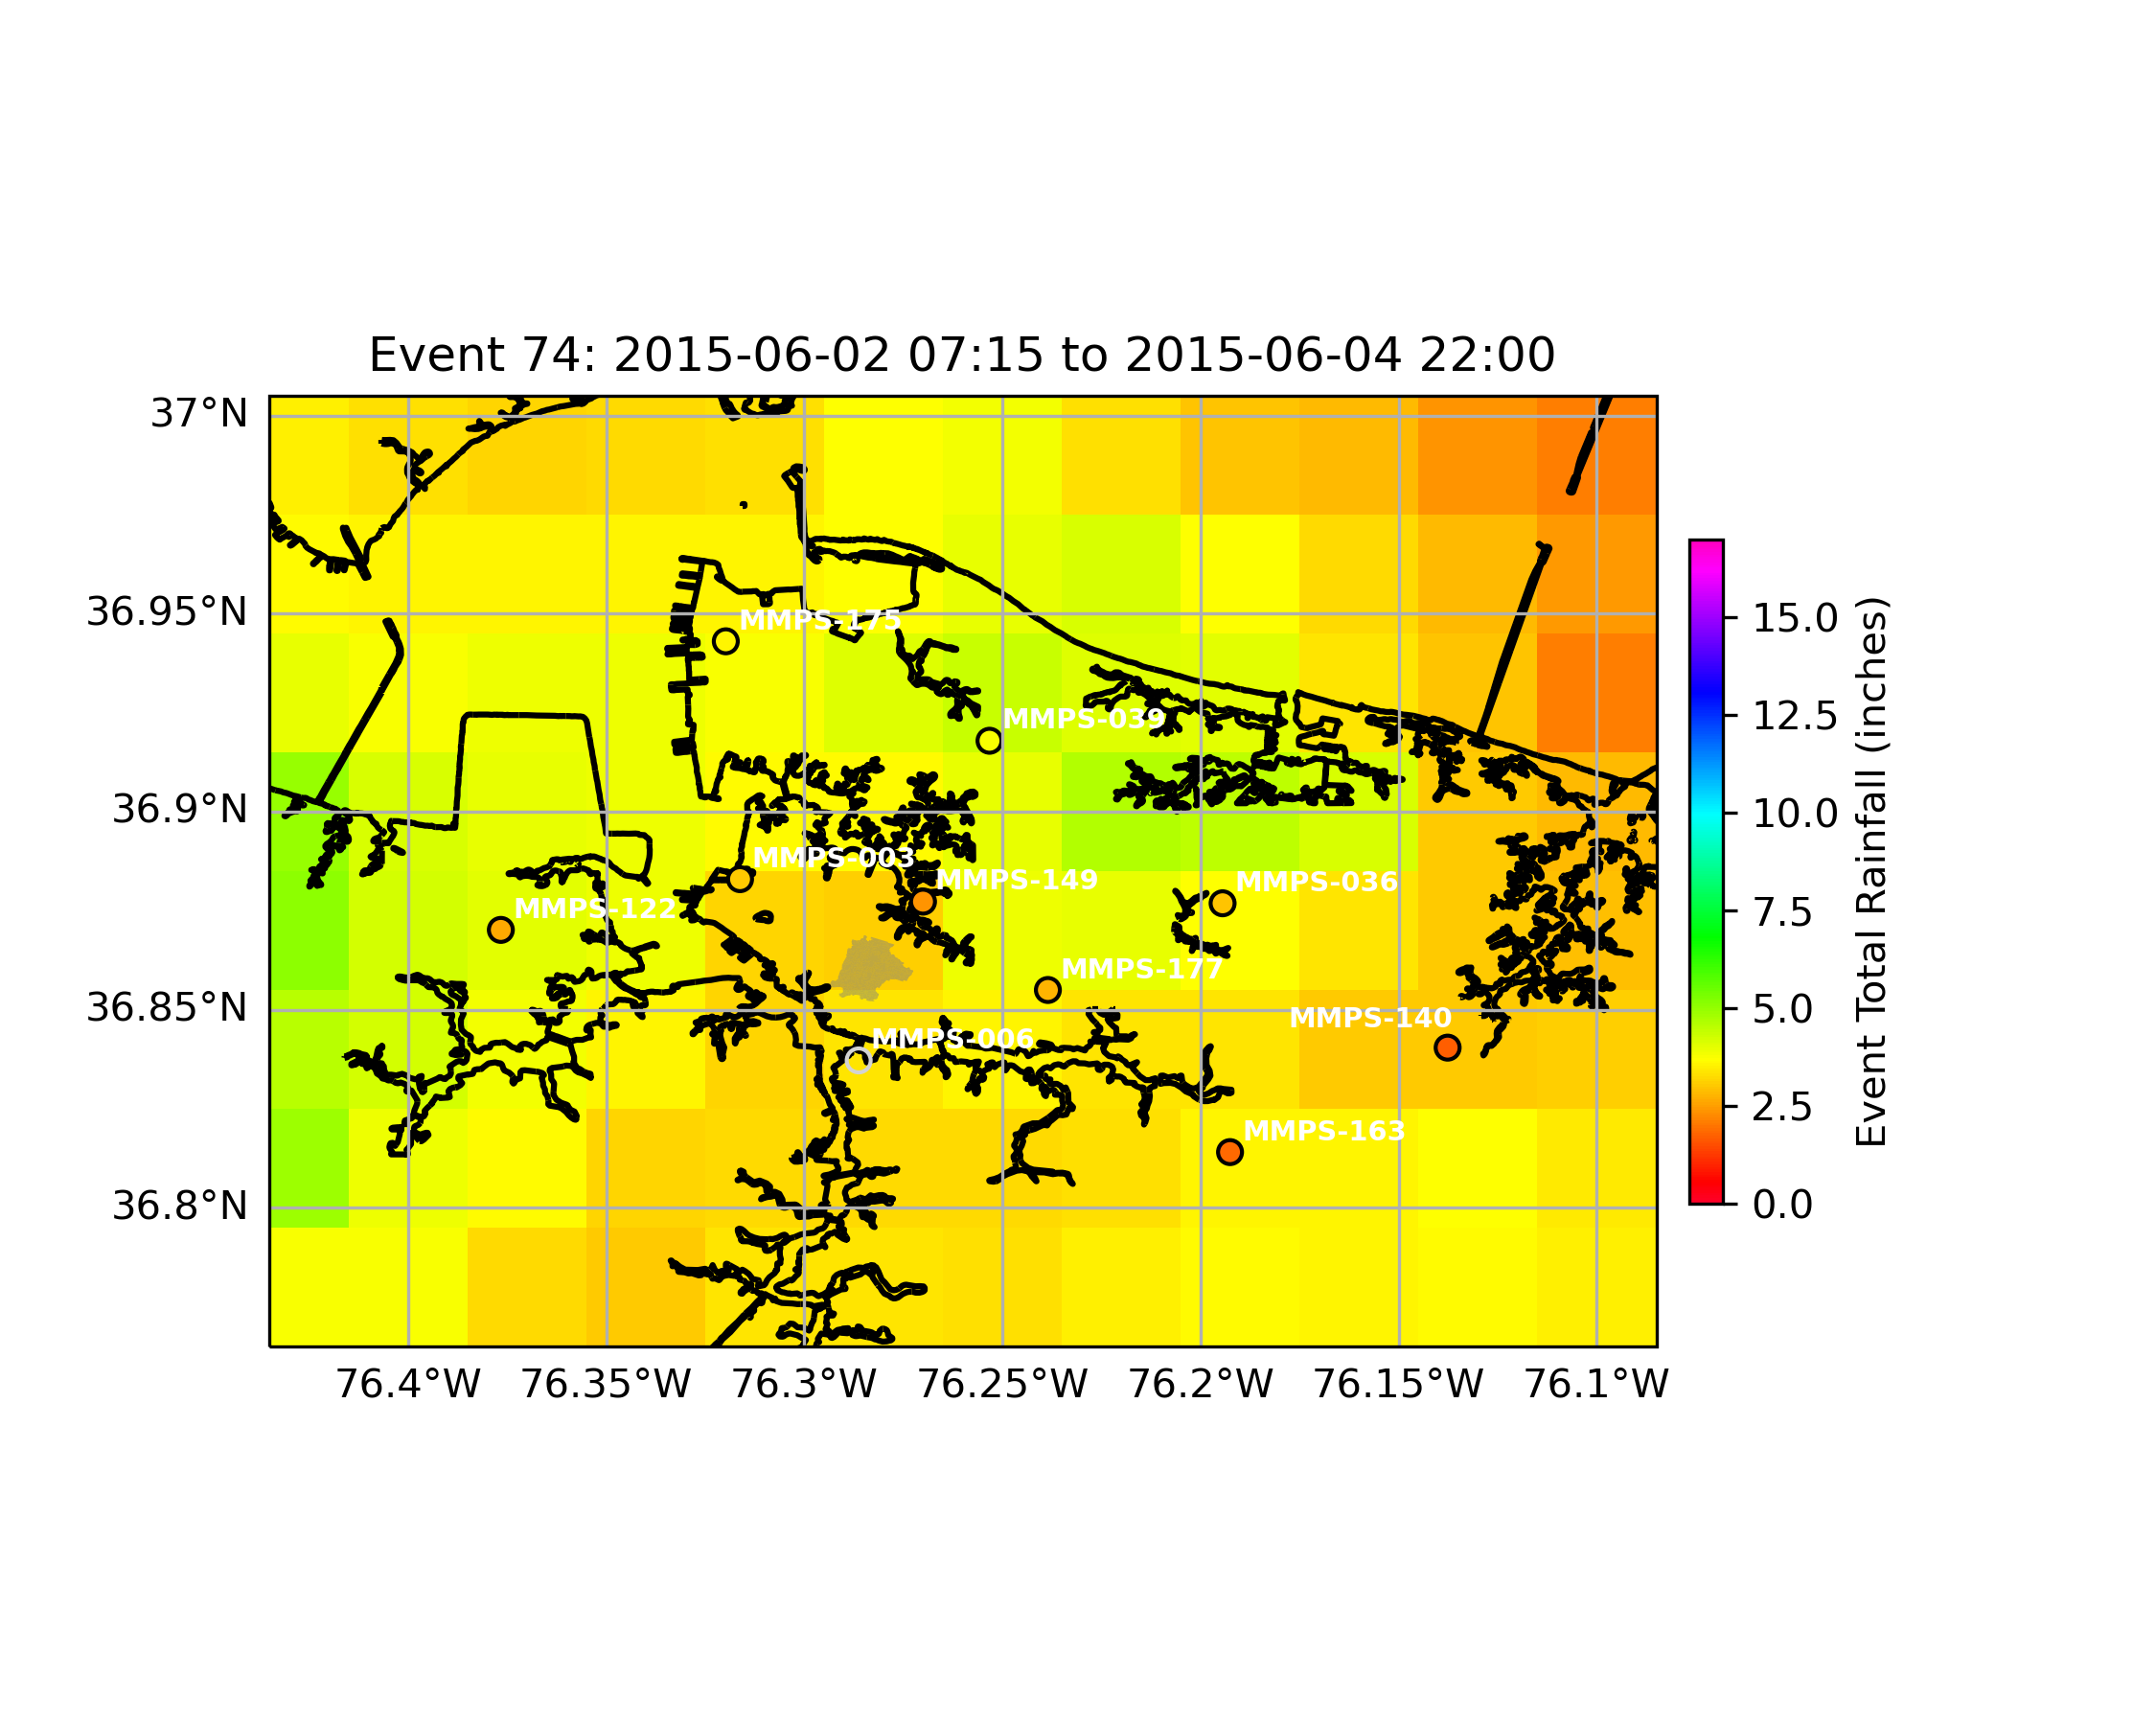 Event 74: 2015-06-02 07:15 to 2015-06-04 22:00
37°N
36.95°N
36.9°N
36.85°N
36.8°N
MMPS-175
MMPS-039
MMPS-003
MMPS-149
MMPS-036
MMPS-122
MMPS-177
MMPS-140
MMPS-006
MMPS-163
76.4°W
76.35°W
76.3°W
76.25°W
76.2°W
76.15°W
76.1°W
15.0
12.5
10.0
7.5
5.0
2.5
0.0
Event Total Rainfall (inches)